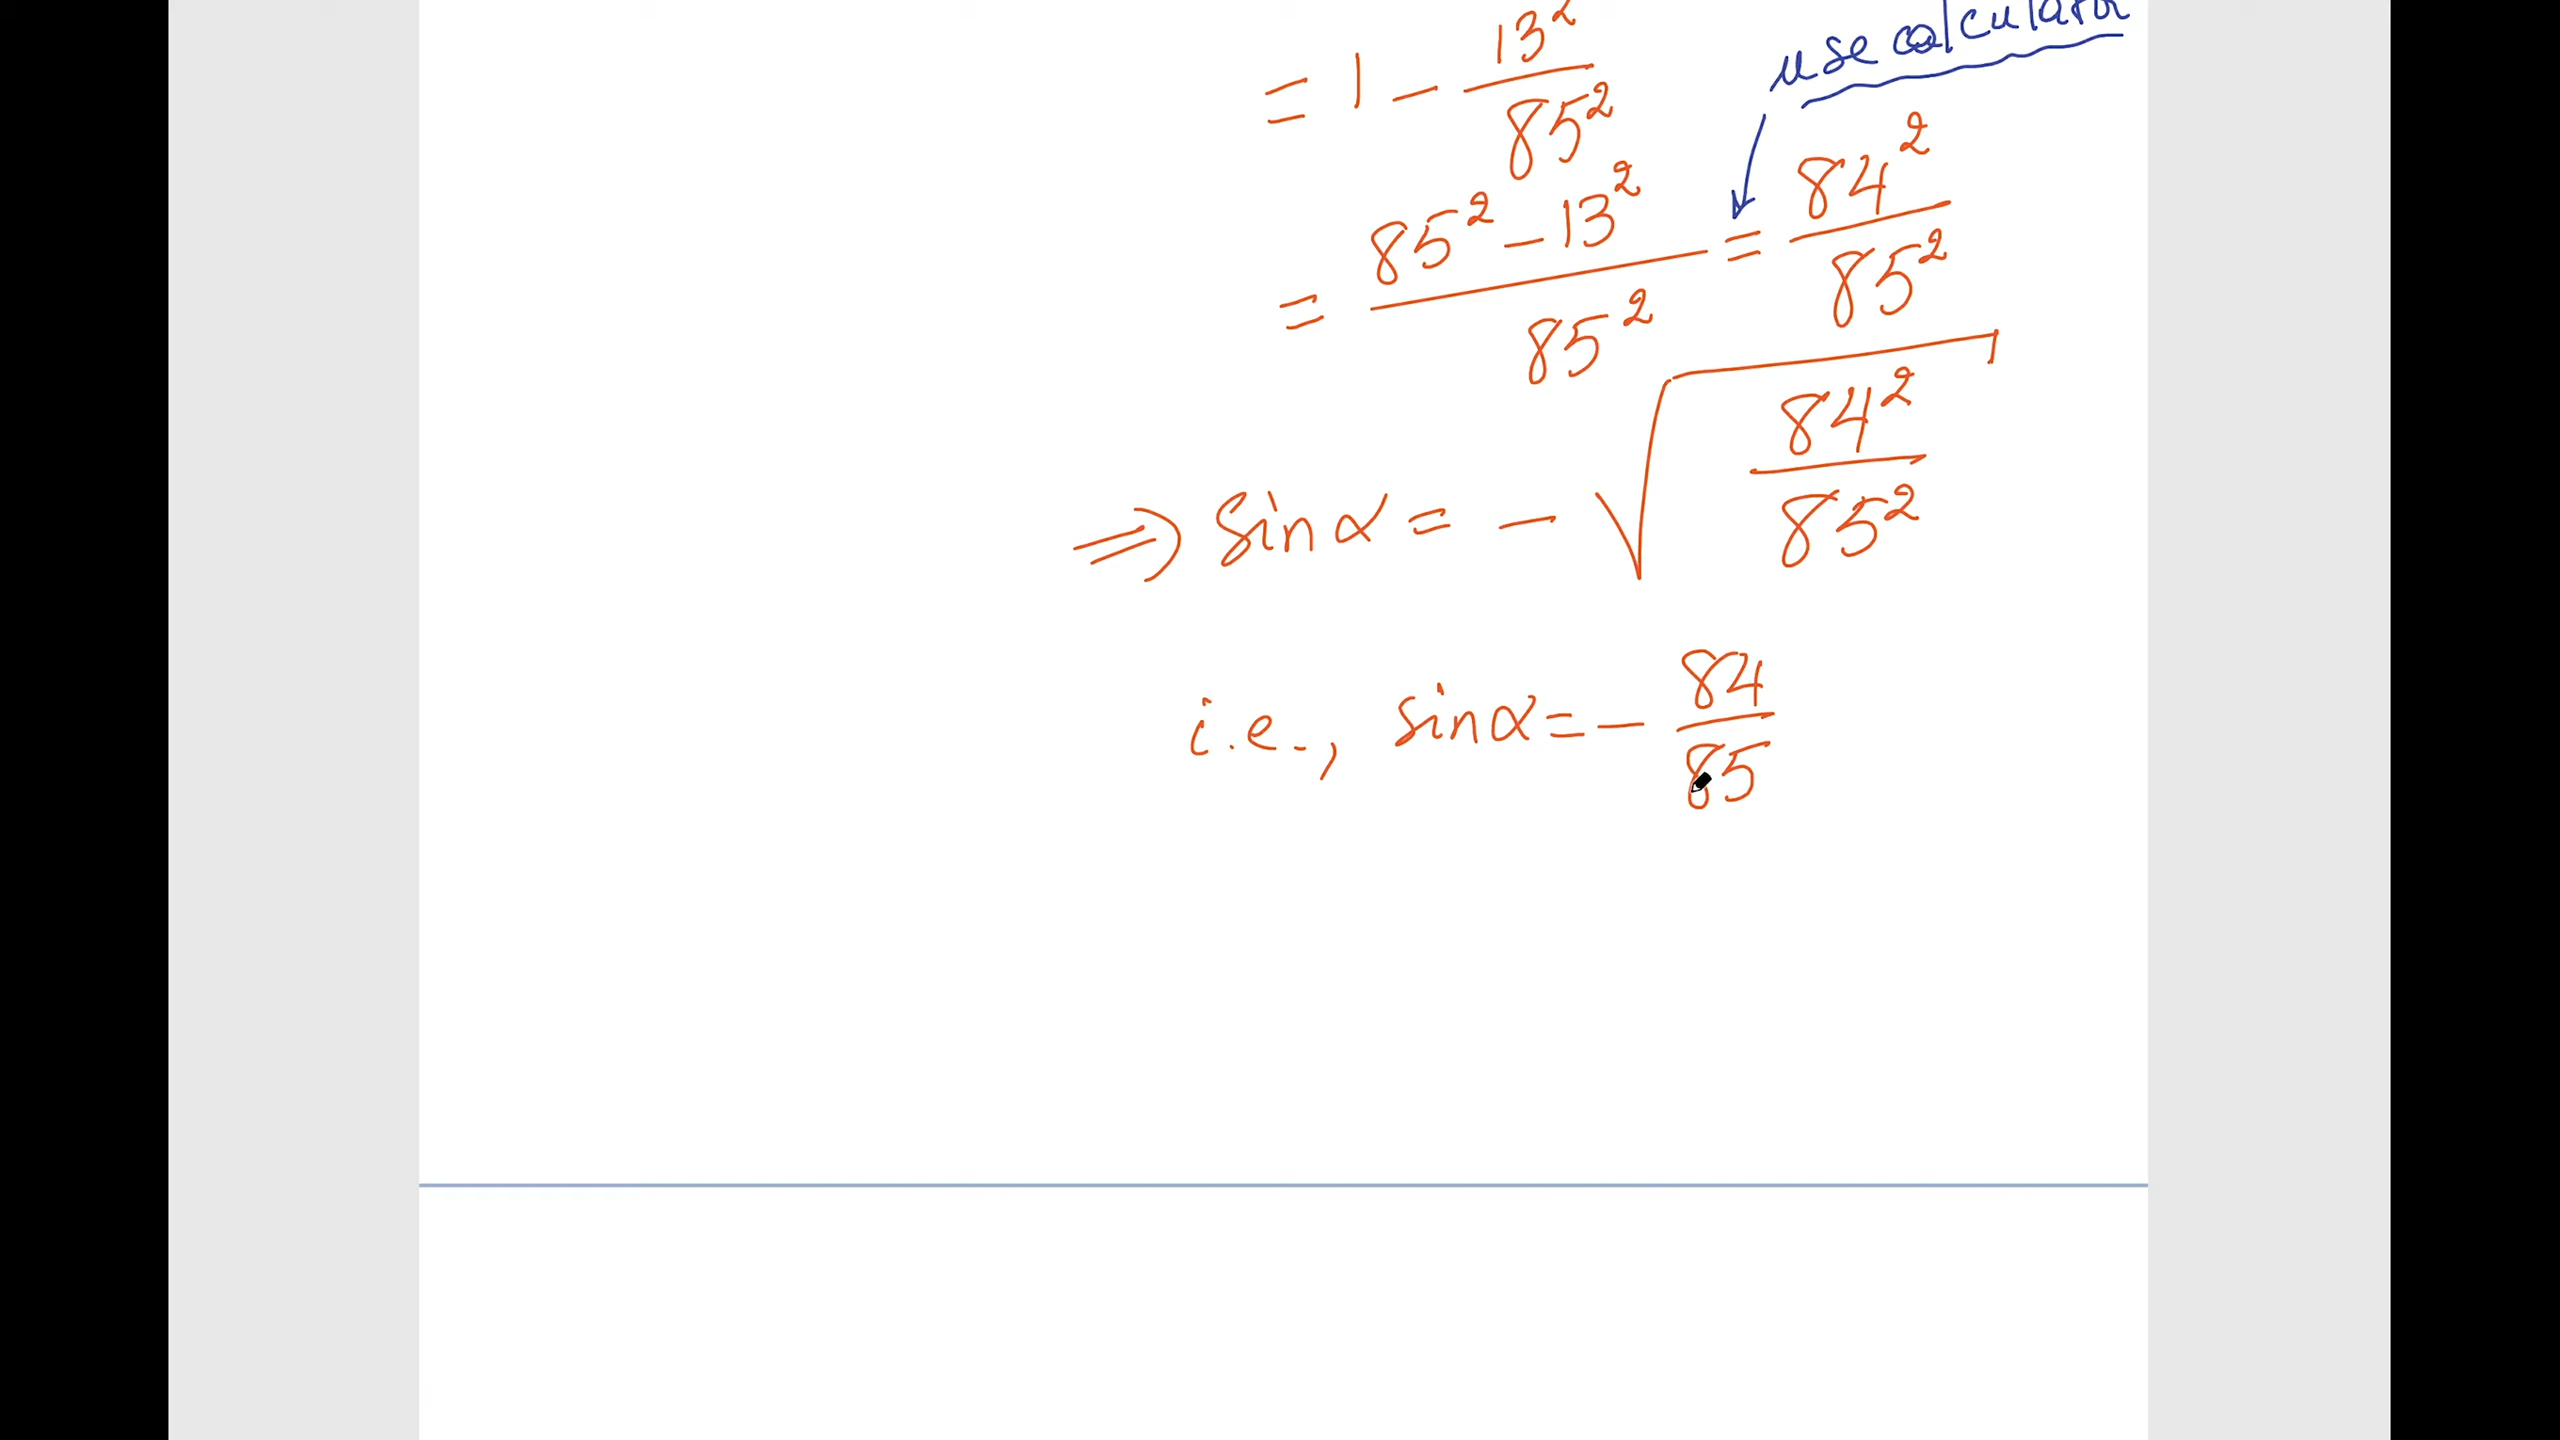 use calculator
= 1 - 13²/85²
= (85² - 13²)/85² = 84²/85²
⇒ sin α = - √(84²/85²)
i.e., sin α = - 84/85